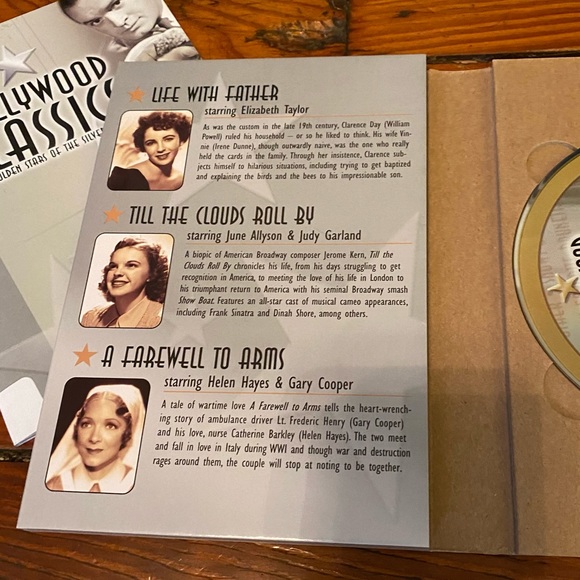 LLYWOOD
LASSICS
OLDEN STARS OF THE SILVE
LIFE WITH FATHER
starring Elizabeth Taylor
As was the custom in the late 19th century, Clarence Day (William
Powell) ruled his household — or so he liked to think. His wife Vin-
nie (Irene Dunne), though outwardly naive, was the one who really
held the cards in the family. Through her insistence, Clarence sub-
jects himself to hilarious situations, including trying to get baptized
and explaining the birds and the bees to his impressionable son.
TILL THE CLOUDS ROLL BY
starring June Allyson & Judy Garland
A biopic of American Broadway composer Jerome Kern, Till the
Clouds Roll By chronicles his life, from his days struggling to get
recognition in America, to meeting the love of his life in London to
his triumphant return to America with his seminal Broadway smash
Show Boat. Features an all-star cast of musical cameo appearances,
including Frank Sinatra and Dinah Shore, among others.
A FAREWELL TO ARMS
starring Helen Hayes & Gary Cooper
A tale of wartime love A Farewell to Arms tells the heart-wrench-
ing story of ambulance driver Lt. Frederic Henry (Gary Cooper)
and his love, nurse Catherine Barkley (Helen Hayes). The two meet
and fall in love in Italy during WWI and though war and destruction
rages around them, the couple will stop at noting to be together.